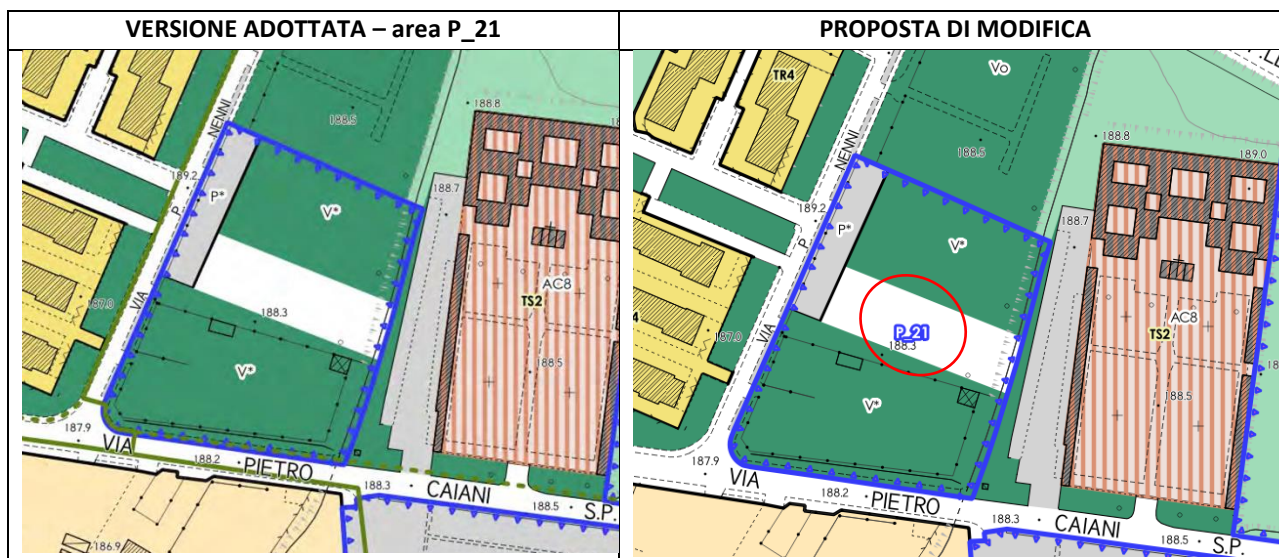 VERSIONE ADOTTATA – area P_21
PROPOSTA DI MODIFICA
188.5
188.8
NENNI
189.2
P*
P.
V*
188.7
VIA
187.0
188.3
AC8
TS2
188.5
V*
187.9
VIA
188.2
PIETRO
188.3
CAIANI
188.5
S.P.
186.9
TR4
Vo
188.5
188.8
189.0
NENNI
189.2
P*
P.
V*
188.7
VIA
187.0
P_21
188.3
AC8
TS2
188.5
V*
187.9
VIA
188.2
PIETRO
188.3
CAIANI
188.5
S.P.